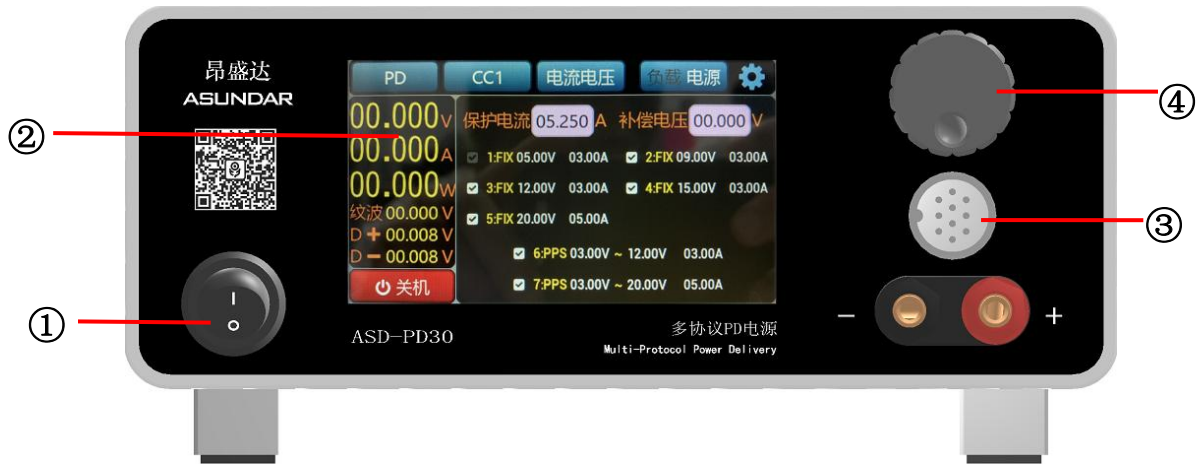 昂盛达
ASUNDAR
PD CC1 电流电压 负载 电源
00.000V
00.000A
00.000W
纹波 00.000 V
D + 00.008 V
D - 00.008 V
关机
保护电流 05.250 A 补偿电压 00.000 V
1:FIX 05.00V 03.00A 2:FIX 09.00V 03.00A
3:FIX 12.00V 03.00A 4:FIX 15.00V 03.00A
5:FIX 20.00V 05.00A
6:PPS 03.00V ~ 12.00V 03.00A
7:PPS 03.00V ~ 20.00V 05.00A
ASD-PD30
多协议PD电源
Multi-Protocol Power Delivery
- +
I
O
①
②
③
④